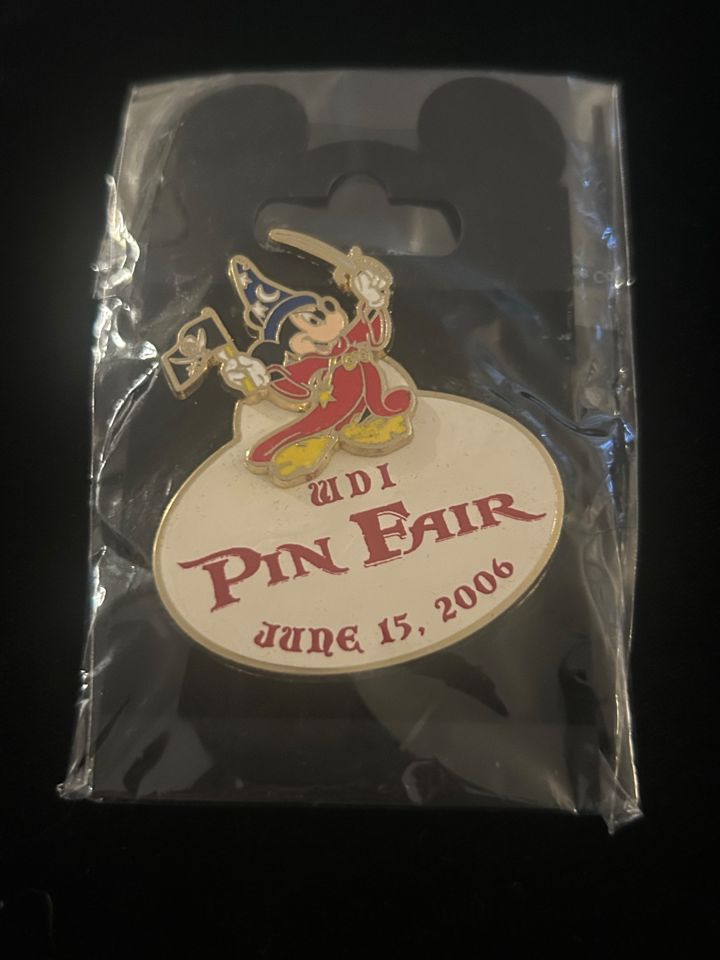 WDI
PIN FAIR
JUNE 15, 2006